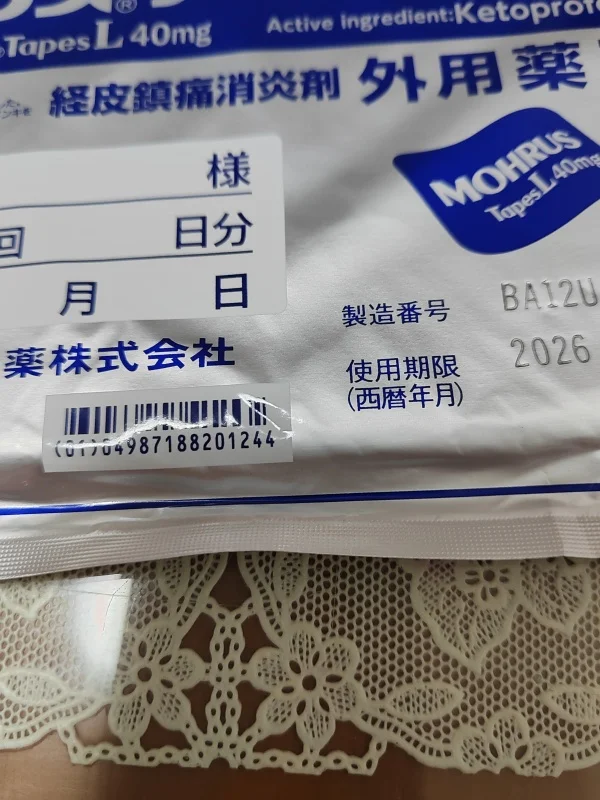 ® Active ingredient:Ketoprofe
Tapes L 40mg
経皮鎮痛消炎剤 外用薬
MOHRUS
Tapes L 40mg
様
回 日分
月 日
製造番号 BA12U
薬株式会社
使用期限 2026
(西暦年月)
(01)04987188201244